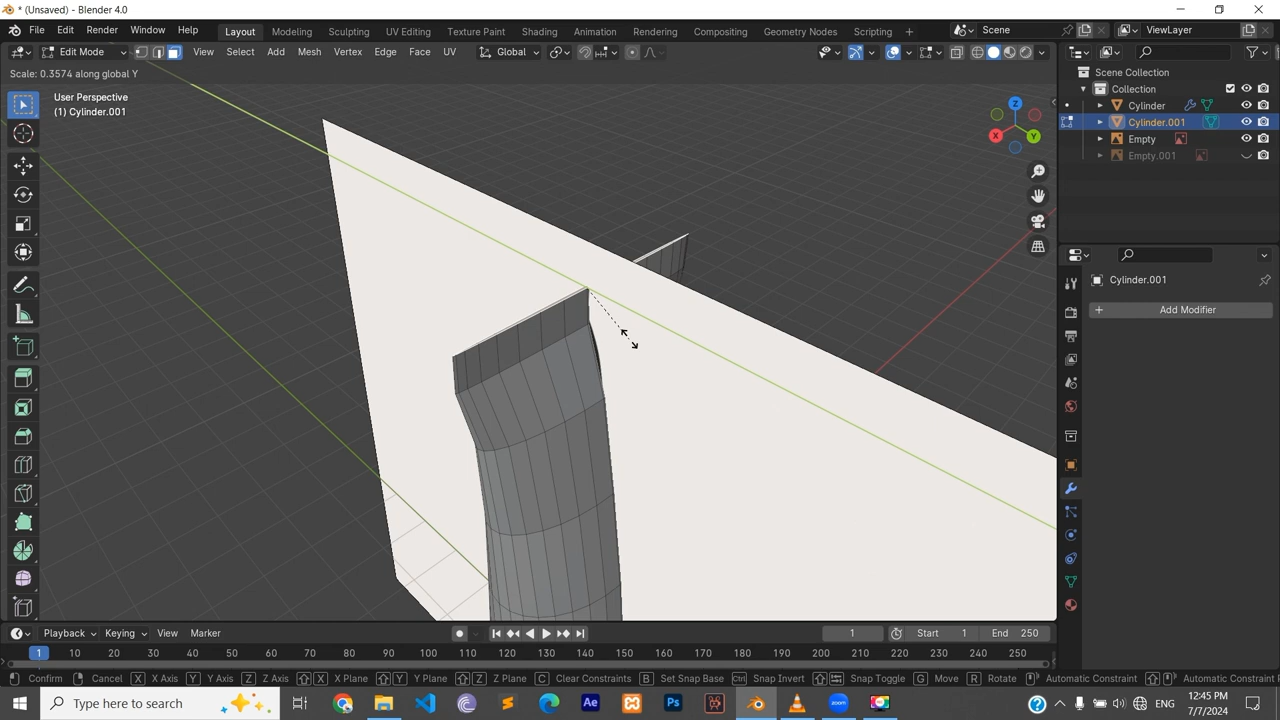 * (Unsaved) - Blender 4.0
File Edit Render Window Help Layout Modeling Sculpting UV Editing Texture Paint Shading Animation Rendering Compositing Geometry Nodes Scripting + Scene ViewLayer
Edit Mode View Select Add Mesh Vertex Edge Face UV Global
Scale: 0.3574 along global Y
User Perspective
(1) Cylinder.001
Z
X Y
Scene Collection
Collection
Cylinder
Cylinder.001
Empty
Empty.001
Cylinder.001
+ Add Modifier
Playback Keying View Marker 1 Start 1 End 250
1 10 20 30 40 50 60 70 80 90 100 110 120 130 140 150 160 170 180 190 200 210 220 230 240 250
Confirm Cancel X X Axis Y Y Axis Z Z Axis X X Plane Y Y Plane Z Z Plane C Clear Constraints B Set Snap Base Ctrl Snap Invert Snap Toggle G Move R Rotate Automatic Constraint Automatic Constraint
Type here to search Ae Ps zoom ENG 12:45 PM
7/7/2024